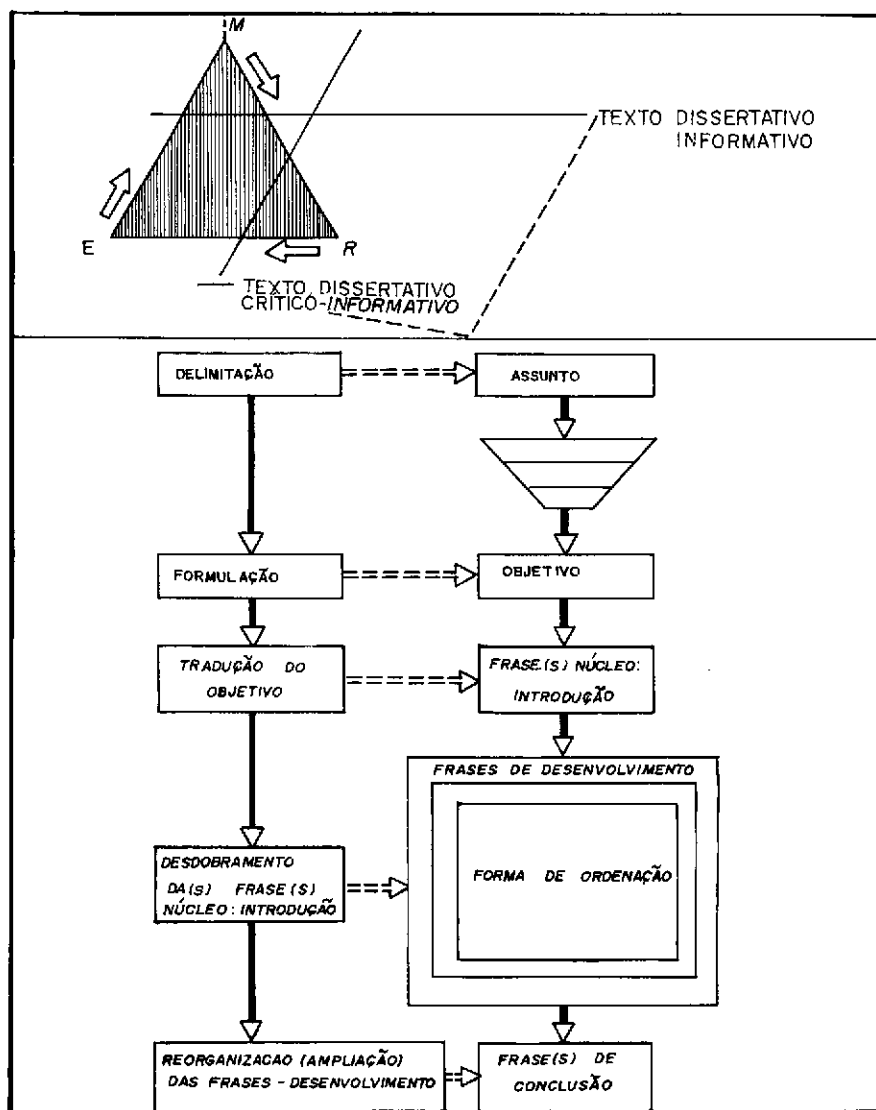 M
TEXTO DISSERTATIVO
INFORMATIVO
E
R
TEXTO DISSERTATIVO
CRÍTICO-INFORMATIVO
DELIMITAÇÃO
ASSUNTO
FORMULAÇÃO
OBJETIVO
TRADUÇÃO DO
OBJETIVO
FRASE(S) NÚCLEO:
INTRODUÇÃO
FRASES DE DESENVOLVIMENTO
DESDOBRAMENTO
DA(S) FRASE(S)
NÚCLEO: INTRODUÇÃO
FORMA DE ORDENAÇÃO
REORGANIZACAO (AMPLIAÇÃO)
DAS FRASES - DESENVOLVIMENTO
FRASE(S) DE
CONCLUSÃO